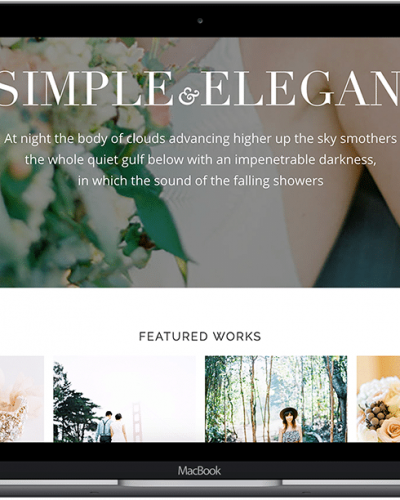 SIMPLE & ELEGAN
At night the body of clouds advancing higher up the sky smothers
the whole quiet gulf below with an impenetrable darkness,
in which the sound of the falling showers
FEATURED WORKS
MacBook